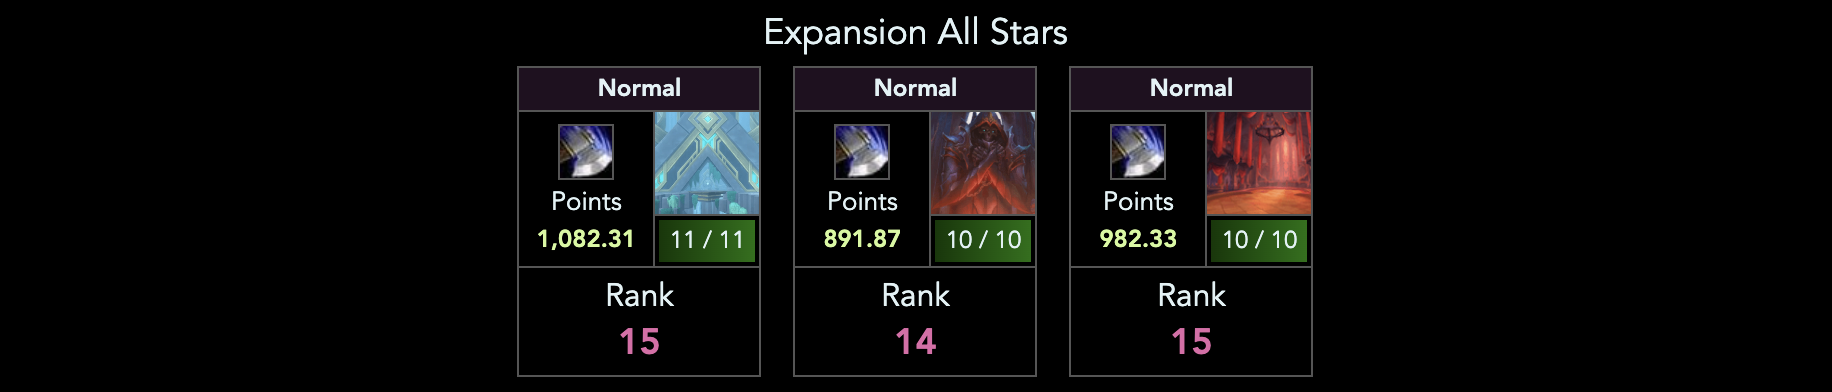 Expansion All Stars
Normal
Points
1,082.31
11 / 11
Rank
15
Normal
Points
891.87
10 / 10
Rank
14
Normal
Points
982.33
10 / 10
Rank
15